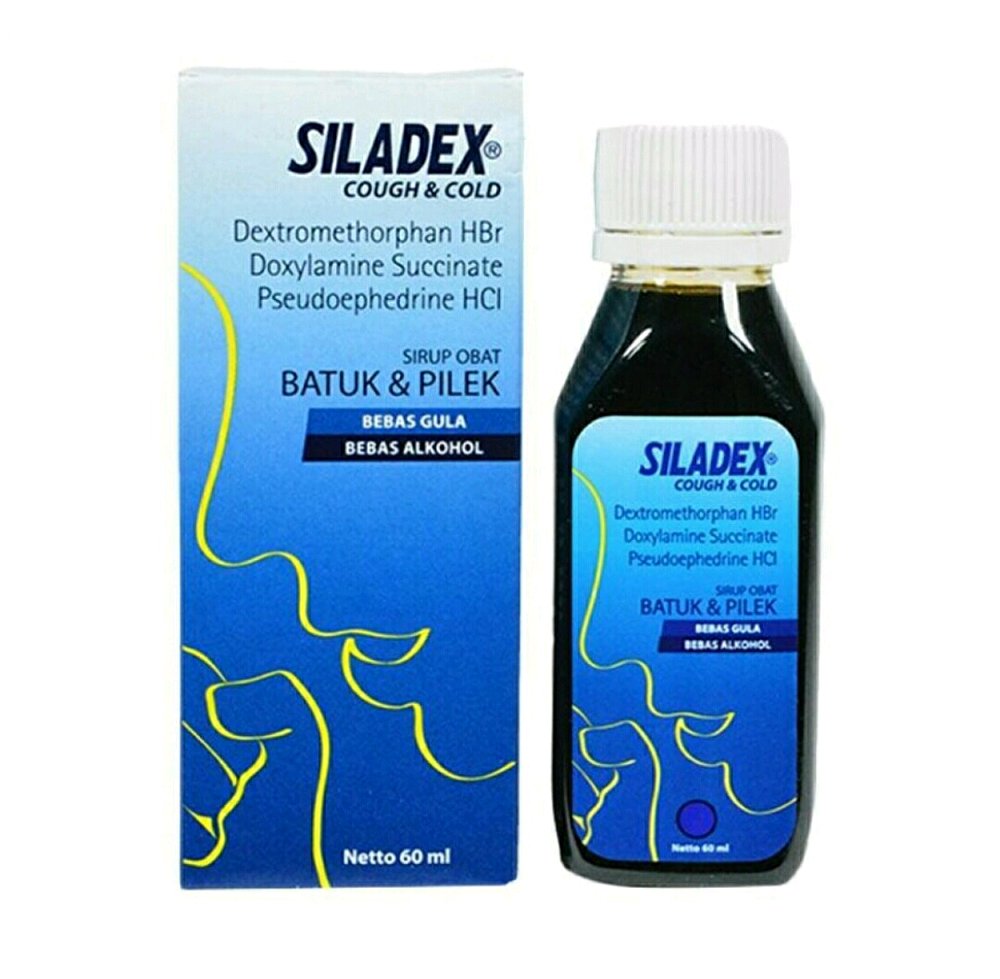 SILADEX®
COUGH & COLD
Dextromethorphan HBr
Doxylamine Succinate
Pseudoephedrine HCl
SIRUP OBAT
BATUK & PILEK
BEBAS GULA
BEBAS ALKOHOL
Netto 60 ml
SILADEX®
COUGH & COLD
Dextromethorphan HBr
Doxylamine Succinate
Pseudoephedrine HCl
SIRUP OBAT
BATUK & PILEK
BEBAS GULA
BEBAS ALKOHOL
Netto 60 ml